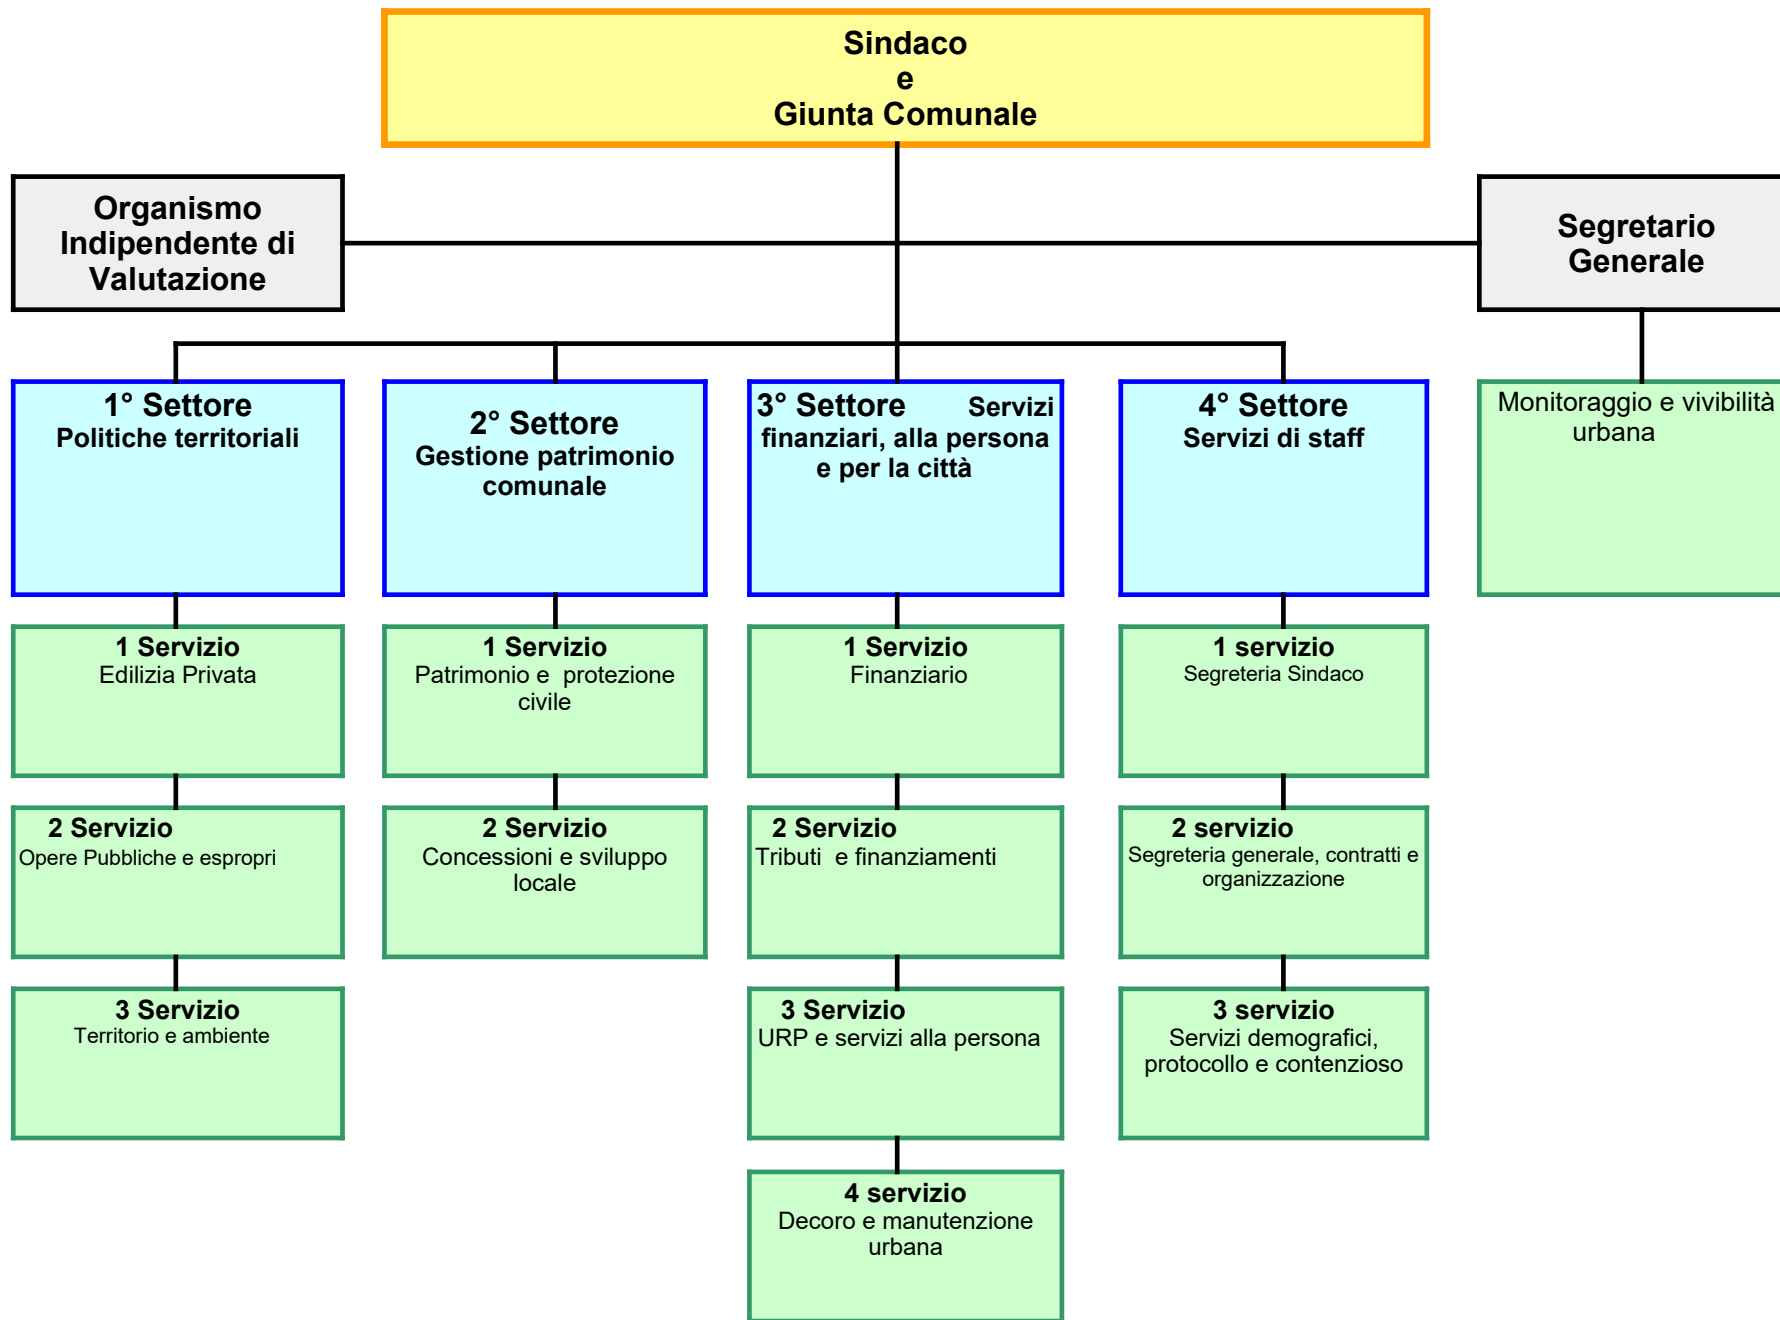 Sindaco
e
Giunta Comunale
Organismo
Indipendente di
Valutazione
Segretario
Generale
1° Settore
Politiche territoriali
2° Settore
Gestione patrimonio
comunale
3° Settore Servizi
finanziari, alla persona
e per la città
4° Settore
Servizi di staff
Monitoraggio e vivibilità
urbana
1 Servizio
Edilizia Privata
1 Servizio
Patrimonio e protezione
civile
1 Servizio
Finanziario
1 servizio
Segreteria Sindaco
2 Servizio
Opere Pubbliche e espropri
2 Servizio
Concessioni e sviluppo
locale
2 Servizio
Tributi e finanziamenti
2 servizio
Segreteria generale, contratti e
organizzazione
3 Servizio
Territorio e ambiente
3 Servizio
URP e servizi alla persona
3 servizio
Servizi demografici,
protocollo e contenzioso
4 servizio
Decoro e manutenzione
urbana